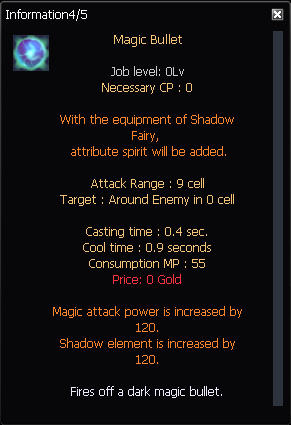 Information4/5
Magic Bullet
Job level: 0Lv
Necessary CP : 0
With the equipment of Shadow
Fairy,
attribute spirit will be added.
Attack Range : 9 cell
Target : Around Enemy in 0 cell
Casting time : 0.4 sec.
Cool time : 0.9 seconds
Consumption MP : 55
Price: 0 Gold
Magic attack power is increased by
120.
Shadow element is increased by
120.
Fires off a dark magic bullet.